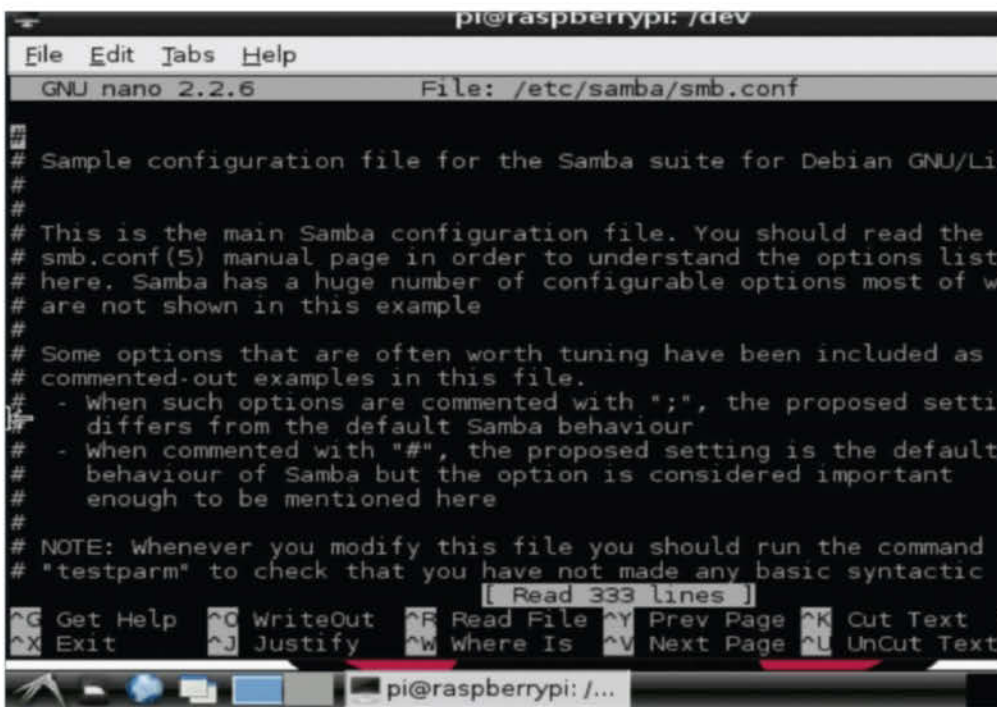 pi@raspberrypi: /dev
File Edit Tabs Help
GNU nano 2.2.6 File: /etc/samba/smb.conf
#
# Sample configuration file for the Samba suite for Debian GNU/Li
#
#
# This is the main Samba configuration file. You should read the
# smb.conf(5) manual page in order to understand the options list
# here. Samba has a huge number of configurable options most of w
# are not shown in this example
#
# Some options that are often worth tuning have been included as
# commented-out examples in this file.
#  - When such options are commented with ";", the proposed setti
#    differs from the default Samba behaviour
#  - When commented with "#", the proposed setting is the default
#    behaviour of Samba but the option is considered important
#    enough to be mentioned here
#
# NOTE: Whenever you modify this file you should run the command
# "testparm" to check that you have not made any basic syntactic
[ Read 333 lines ]
^G Get Help ^O WriteOut ^R Read File ^Y Prev Page ^K Cut Text
^X Exit ^J Justify ^W Where Is ^V Next Page ^U UnCut Text
pi@raspberrypi: /...